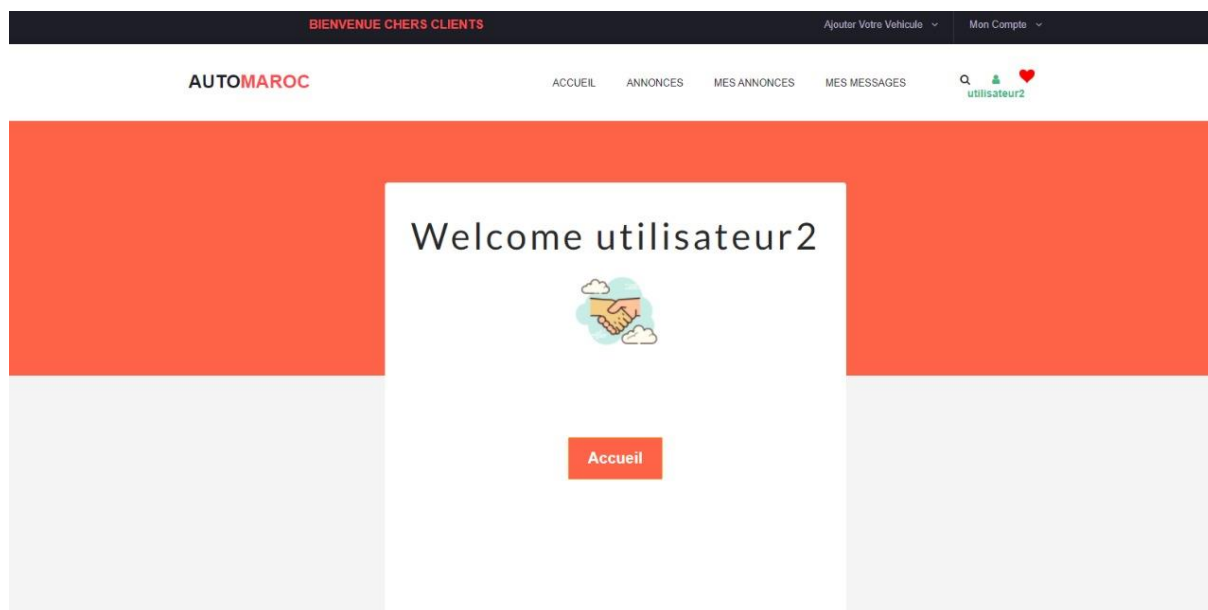 BIENVENUE CHERS CLIENTS
Ajouter Votre Vehicule
Mon Compte
AUTOMAROC
ACCUEIL
ANNONCES
MES ANNONCES
MES MESSAGES
utilisateur2
Welcome utilisateur2
Accueil